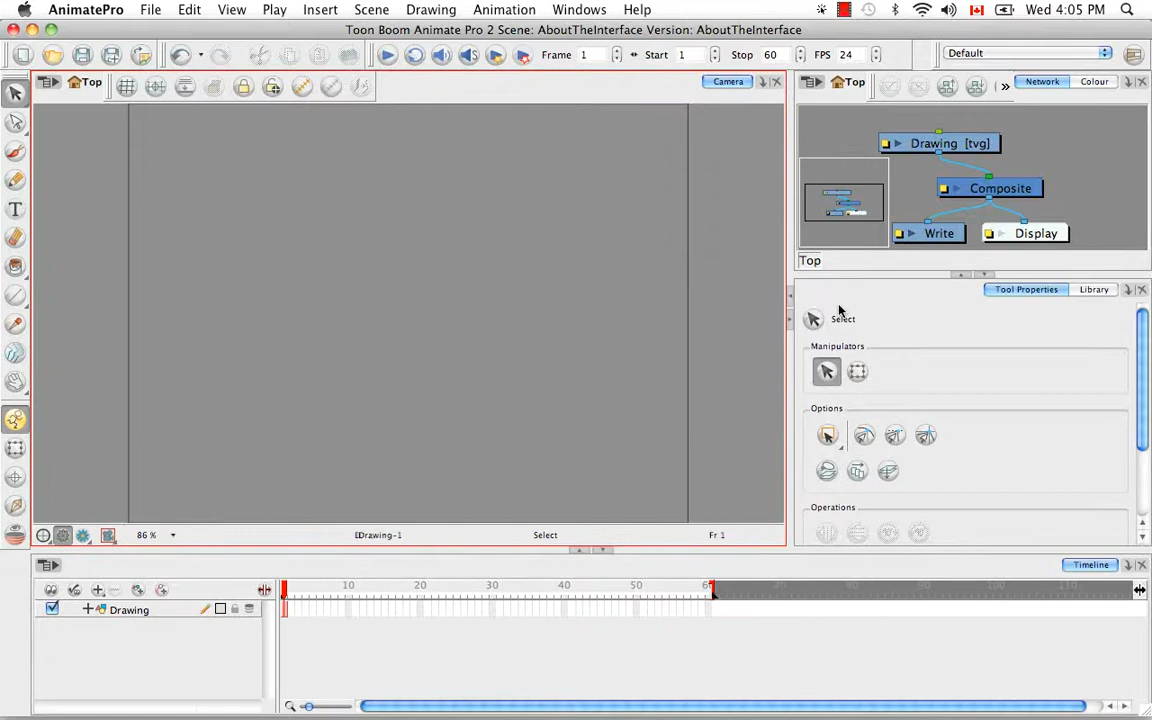 AnimatePro File Edit View Play Insert Scene Drawing Animation Windows Help Wed 4:05 PM
Toon Boom Animate Pro 2 Scene: AboutTheInterface Version: AboutTheInterface
Frame 1 Start 1 Stop 60 FPS 24 Default
Top Camera
Top » Network Colour
Drawing [tvg]
Composite
Write Display
Top
Tool Properties Library
Select
Manipulators
Options
Operations
86 % Drawing-1 Select Fr 1
Timeline
10 20 30 40 50
Drawing